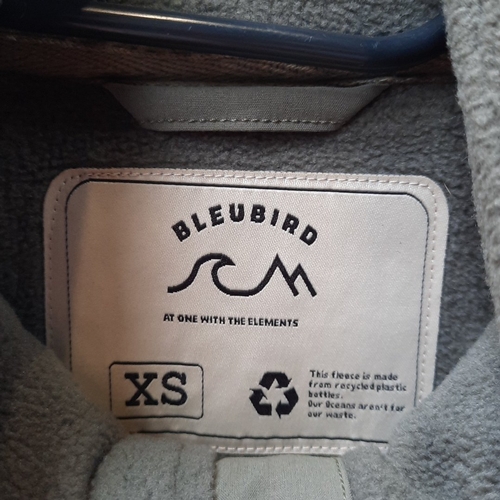 BLEUBIRD
AT ONE WITH THE ELEMENTS
XS
This fleece is made
from recycled plastic
bottles.
Our Oceans aren't for
our waste.